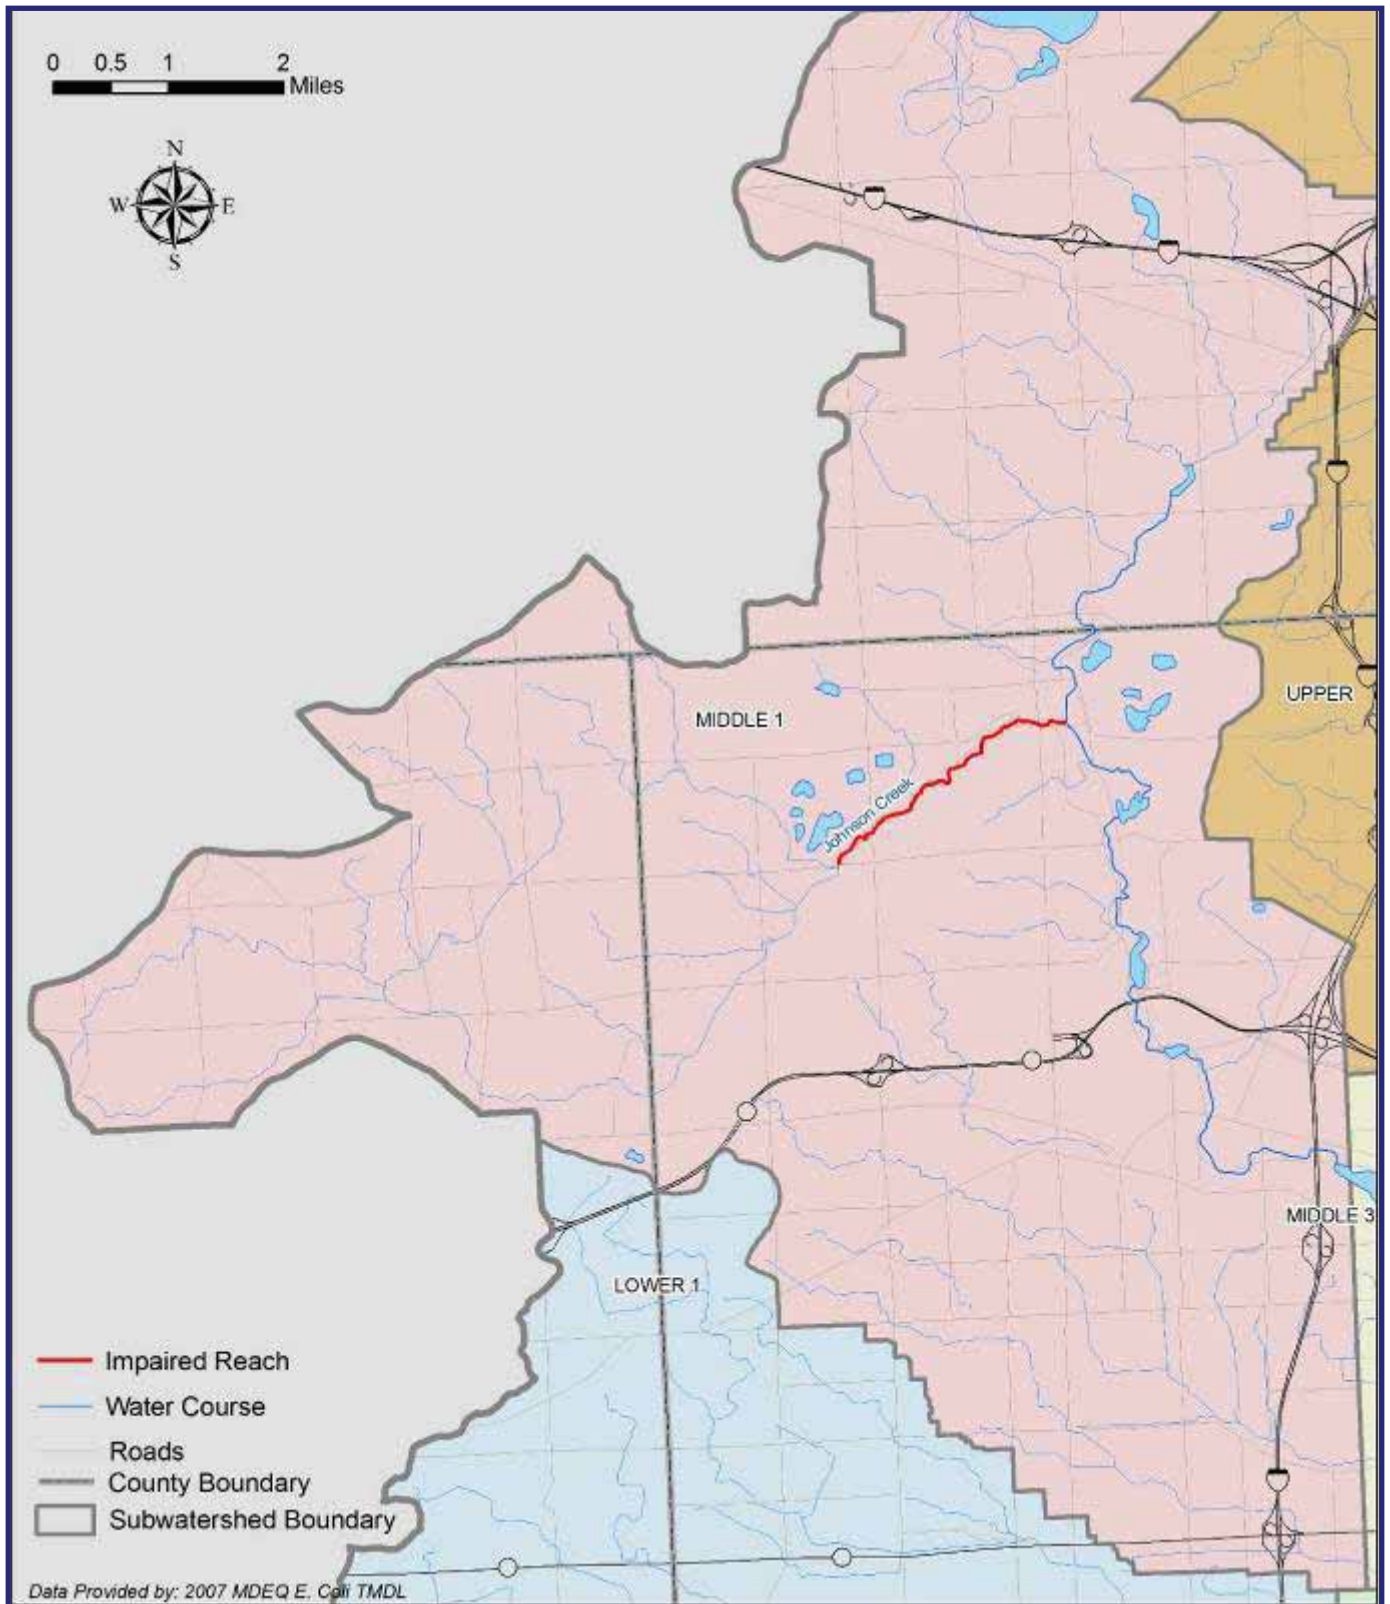 0 0.5 1 2
Miles
N
W E
S
UPPER
MIDDLE 1
Johnson Creek
MIDDLE 3
LOWER 1
Impaired Reach
Water Course
Roads
County Boundary
Subwatershed Boundary
Data Provided by: 2007 MDEQ E. Coli TMDL